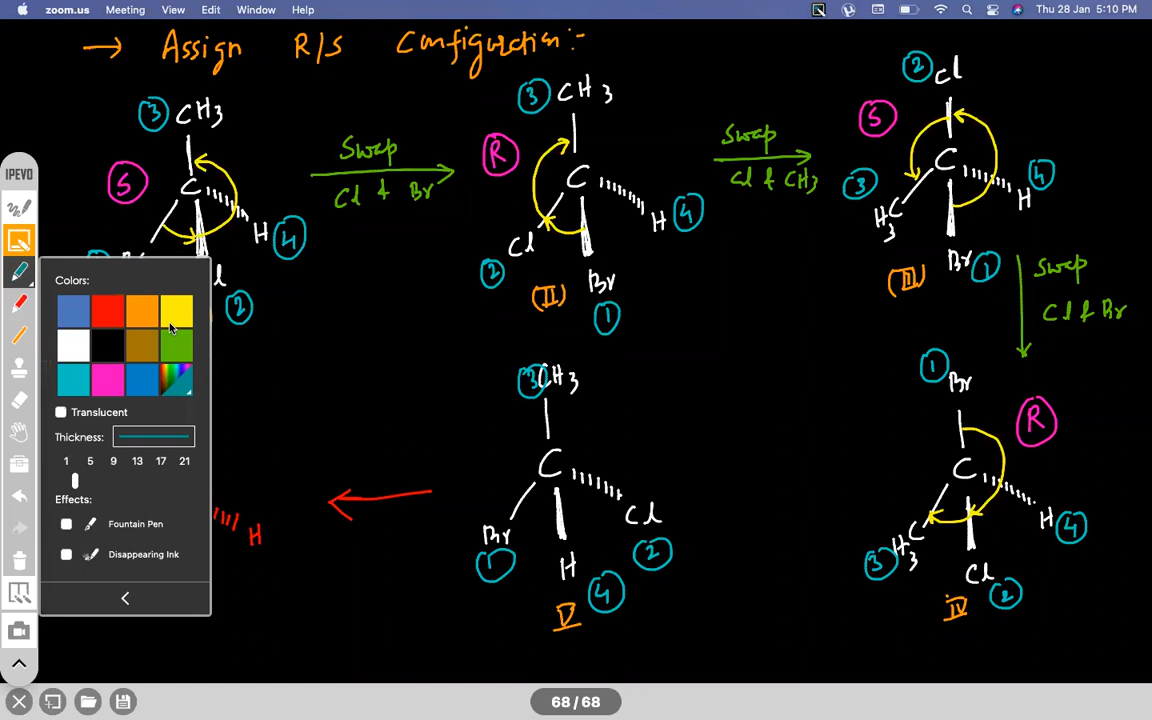 zoom.us Meeting View Edit Window Help Thu 28 Jan 5:10 PM
→ Assign R/S Configuration:-
③ CH3
S
C
H ④
②
Swap
Cl & Br
③ CH3
R
C
H ④
Cl
②
Br
①
(II)
Swap
Cl & CH3
② Cl
S
C
H ④
③ H3C
Br ①
(III)
Swap
Cl & Br
IPEVO
Colors:
Translucent
Thickness:
1 5 9 13 17 21
Effects:
Fountain Pen
Disappearing Ink
H
③ CH3
C
Br
①
Cl
②
H
④
V
① Br
R
C
H ④
③ H3C
Cl ②
iv
68/68